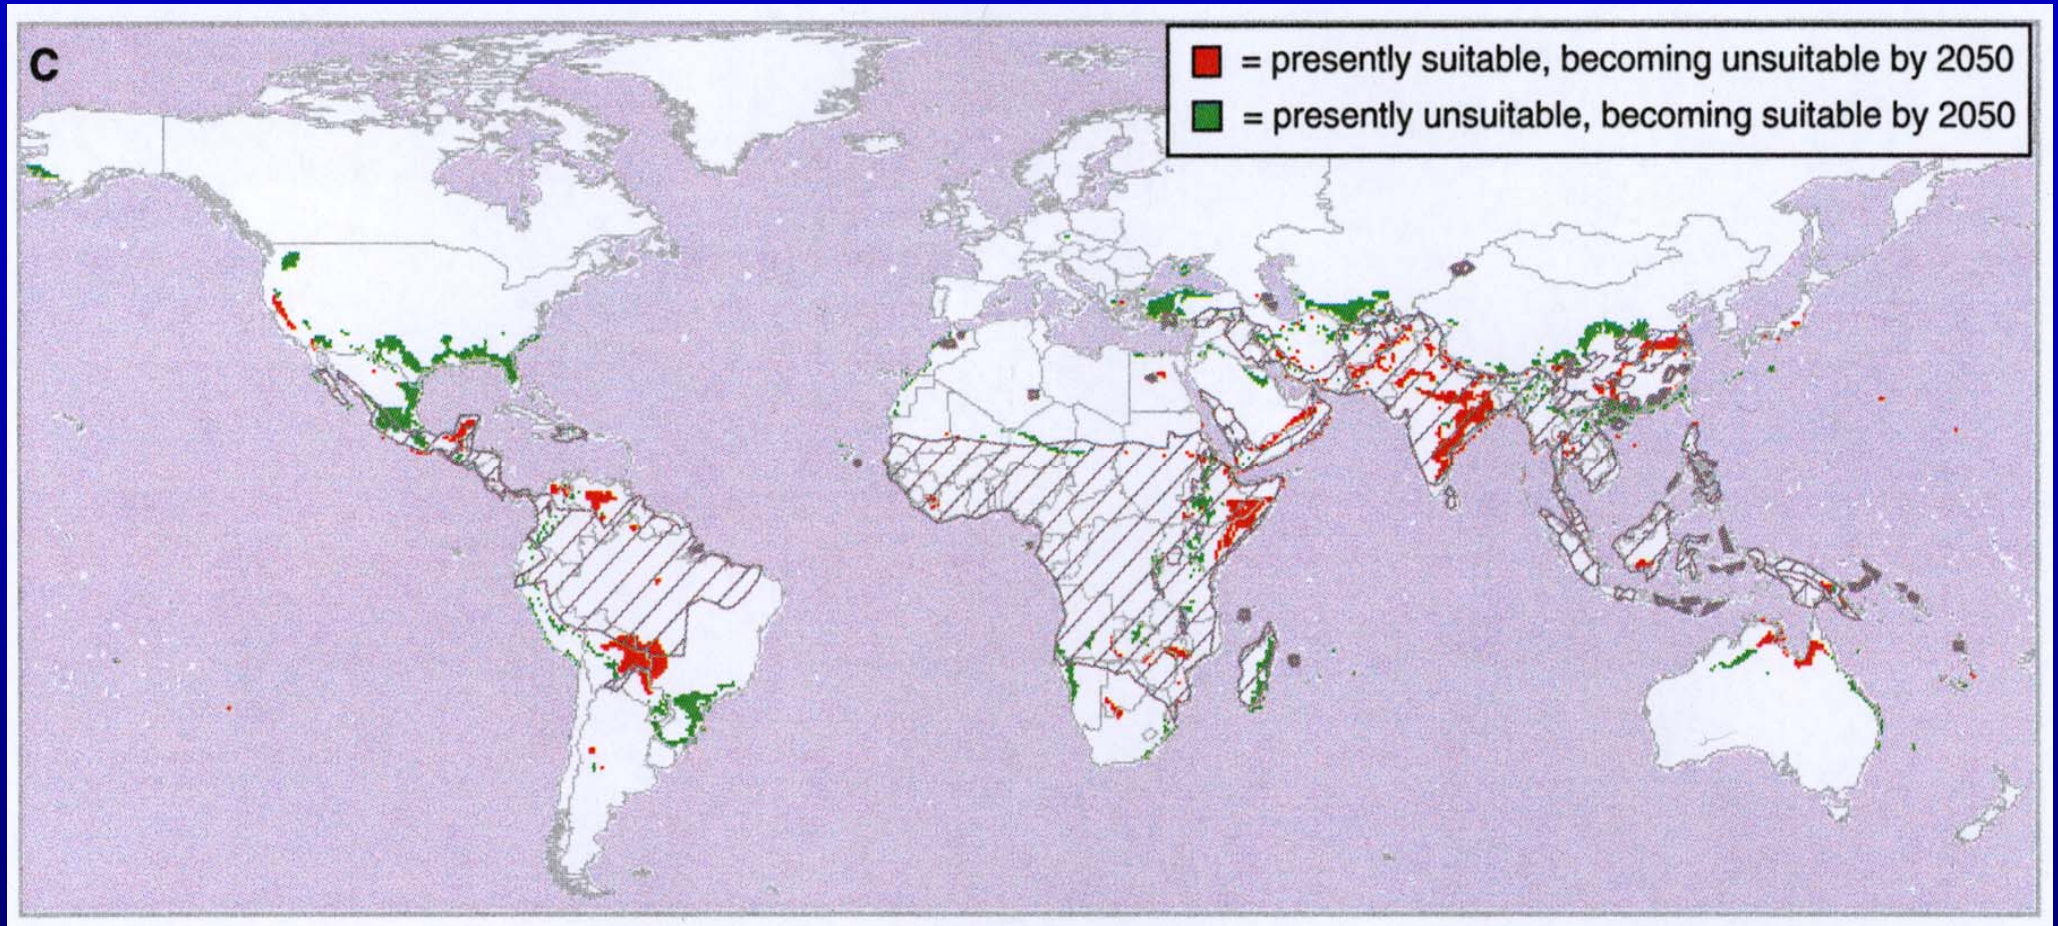 C
= presently suitable, becoming unsuitable by 2050
= presently unsuitable, becoming suitable by 2050